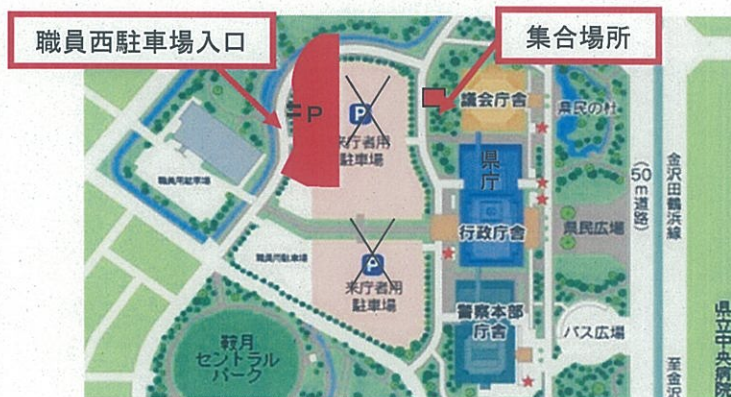 職員西駐車場入口
集合場所
P
P
来庁者用
駐車場
議会庁舎
県民の杜
県
庁
職員用駐車場
金沢田鶴浜線
(50m道路)
行政庁舎
県民広場
職員用駐車場
P
来庁者用
駐車場
警察本部
庁舎
バス広場
鞍月
セントラル
パーク
県立中央病院
至金沢